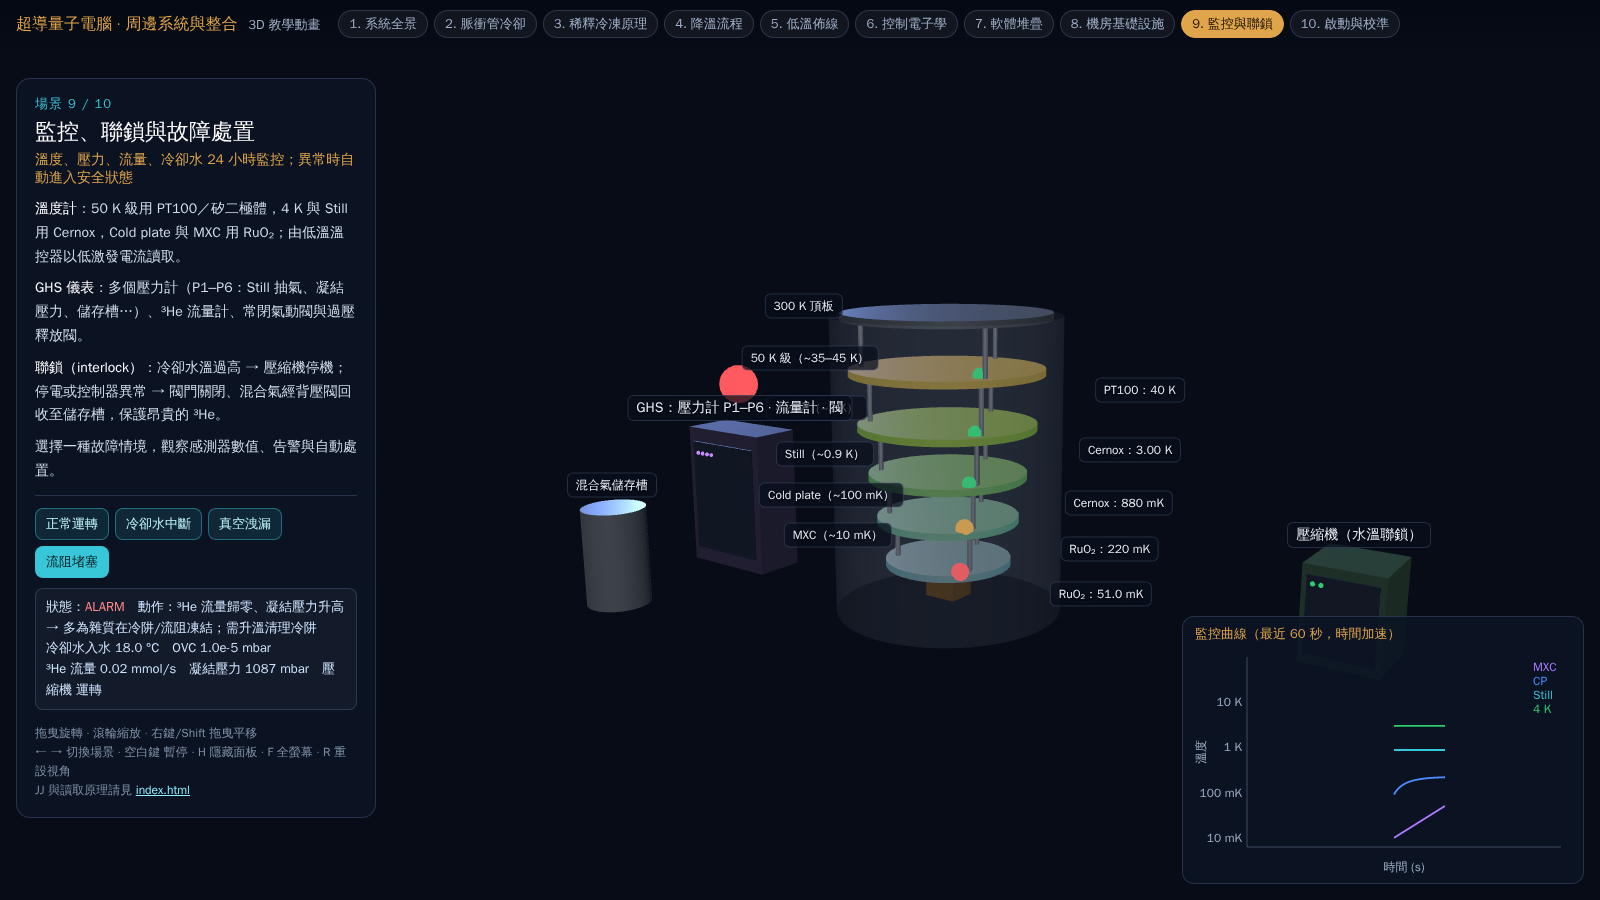 超導量子電腦 · 周邊系統與整合 3D 教學動畫
1. 系統全景
2. 脈衝管冷卻
3. 稀釋冷凍原理
4. 降溫流程
5. 低溫佈線
6. 控制電子學
7. 軟體堆疊
8. 機房基礎設施
9. 監控與聯鎖
10. 啟動與校準
場景 9 / 10
監控、聯鎖與故障處置
溫度、壓力、流量、冷卻水 24 小時監控；異常時自
動進入安全狀態
溫度計：50 K 級用 PT100／矽二極體，4 K 與 Still
用 Cernox，Cold plate 與 MXC 用 RuO₂；由低溫溫
控器以低激發電流讀取。
GHS 儀表：多個壓力計（P1–P6：Still 抽氣、凝結
壓力、儲存槽⋯）、³He 流量計、常閉氣動閥與過壓
釋放閥。
聯鎖（interlock）：冷卻水溫過高 → 壓縮機停機；
停電或控制器異常 → 閥門關閉、混合氣經背壓閥回
收至儲存槽，保護昂貴的 ³He。
選擇一種故障情境，觀察感測器數值、告警與自動處
置。
正常運轉
冷卻水中斷
真空洩漏
流阻堵塞
狀態：ALARM 動作：³He 流量歸零、凝結壓力升高
→ 多為雜質在冷阱/流阻凍結；需升溫清理冷阱
冷卻水入水 18.0 °C OVC 1.0e-5 mbar
³He 流量 0.02 mmol/s 凝結壓力 1087 mbar 壓
縮機 運轉
拖曳旋轉 · 滾輪縮放 · 右鍵/Shift 拖曳平移
← → 切換場景 · 空白鍵 暫停 · H 隱藏面板 · F 全螢幕 · R 重
設視角
JJ 與讀取原理請見 index.html
300 K 頂板
50 K 級（~35–45 K）
GHS：壓力計 P1–P6 · 流量計 · 閥
Still（~0.9 K）
混合氣儲存槽
Cold plate（~100 mK）
MXC（~10 mK）
PT100：40 K
Cernox：3.00 K
Cernox：880 mK
RuO₂：220 mK
RuO₂：51.0 mK
壓縮機（水溫聯鎖）
監控曲線（最近 60 秒，時間加速）
MXC
CP
Still
4 K
10 K
1 K
100 mK
10 mK
溫度
時間 (s)